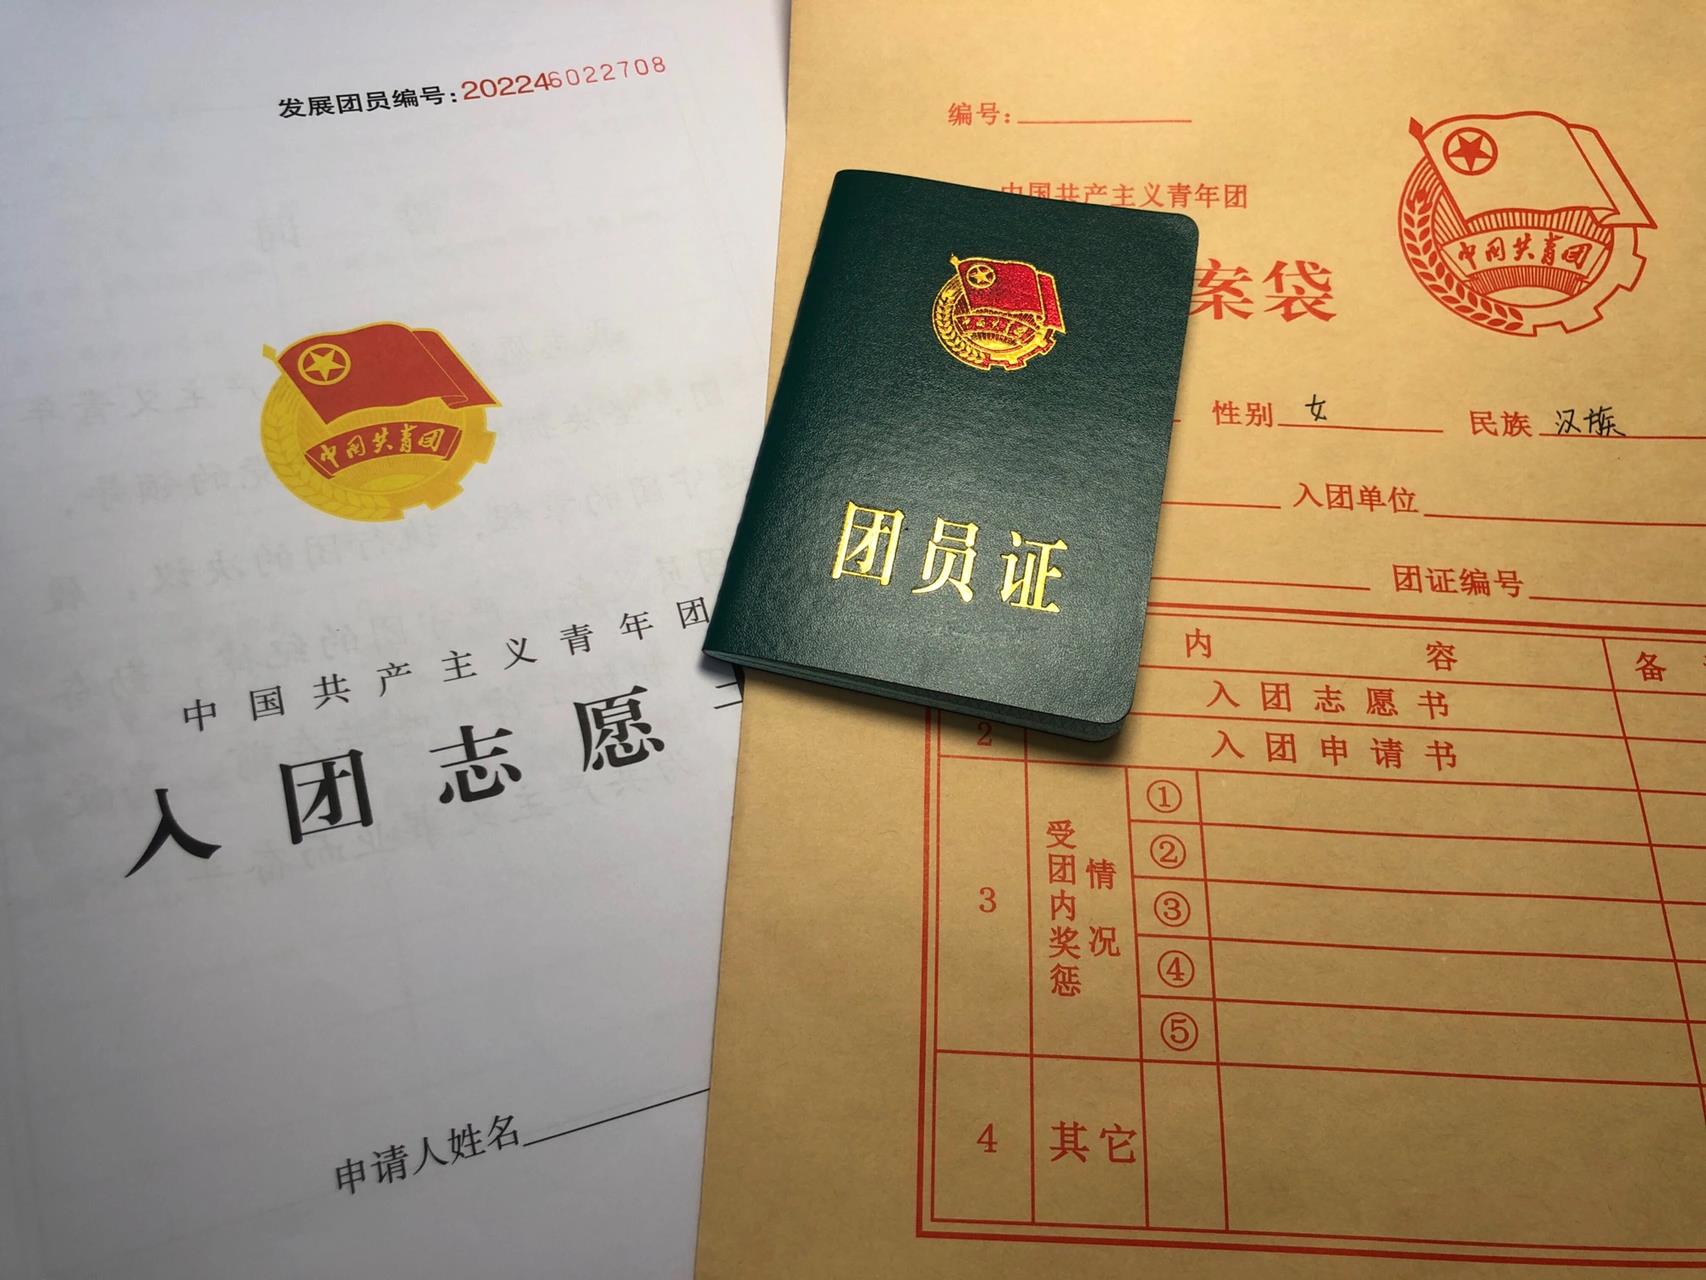 发展团员编号:202246022708
中国共青团
中国共产主义青年团
入团志愿
申请人姓名
团员证
编号:
中国共产主义青年团
案袋
中国共青团
性别 女 民族 汉族
入团单位
团证编号
内容 备
入团志愿书
2 入团申请书
3 受团内奖惩情况
①
②
③
④
⑤
4 其它